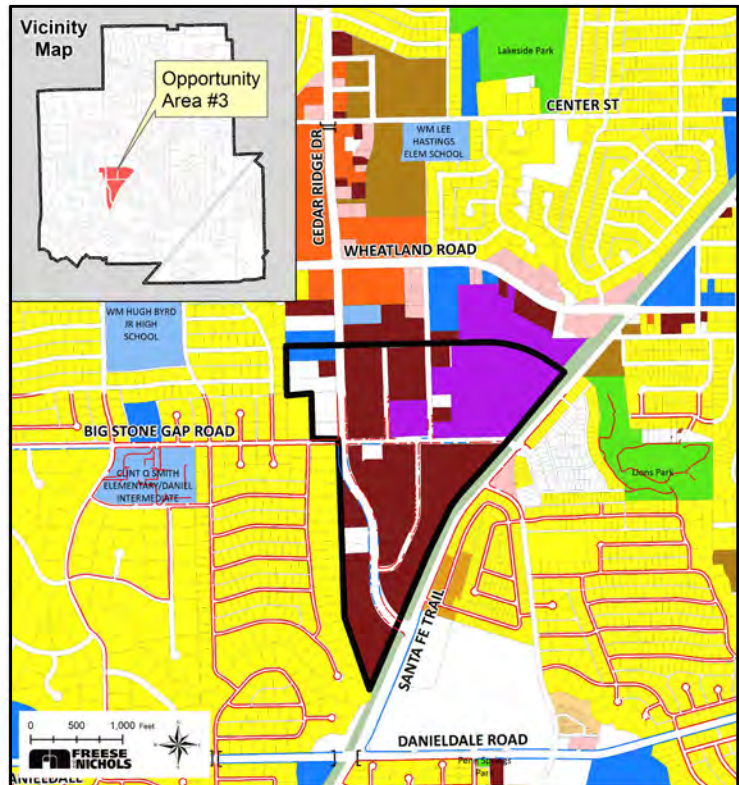 Vicinity
Map
Opportunity
Area #3
Lakeside Park
CENTER ST
WM LEE
HASTINGS
ELEM SCHOOL
CEDAR RIDGE DR
WHEATLAND ROAD
WM HUGH BYRD
JR HIGH
SCHOOL
BIG STONE GAP ROAD
CLINT Q SMITH
ELEMENTARY/DANIEL
INTERMEDIATE
Lions Park
SANTA FE TRAIL
0 500 1,000 Feet
FREESE
NICHOLS
DANIELDALE ROAD
Park